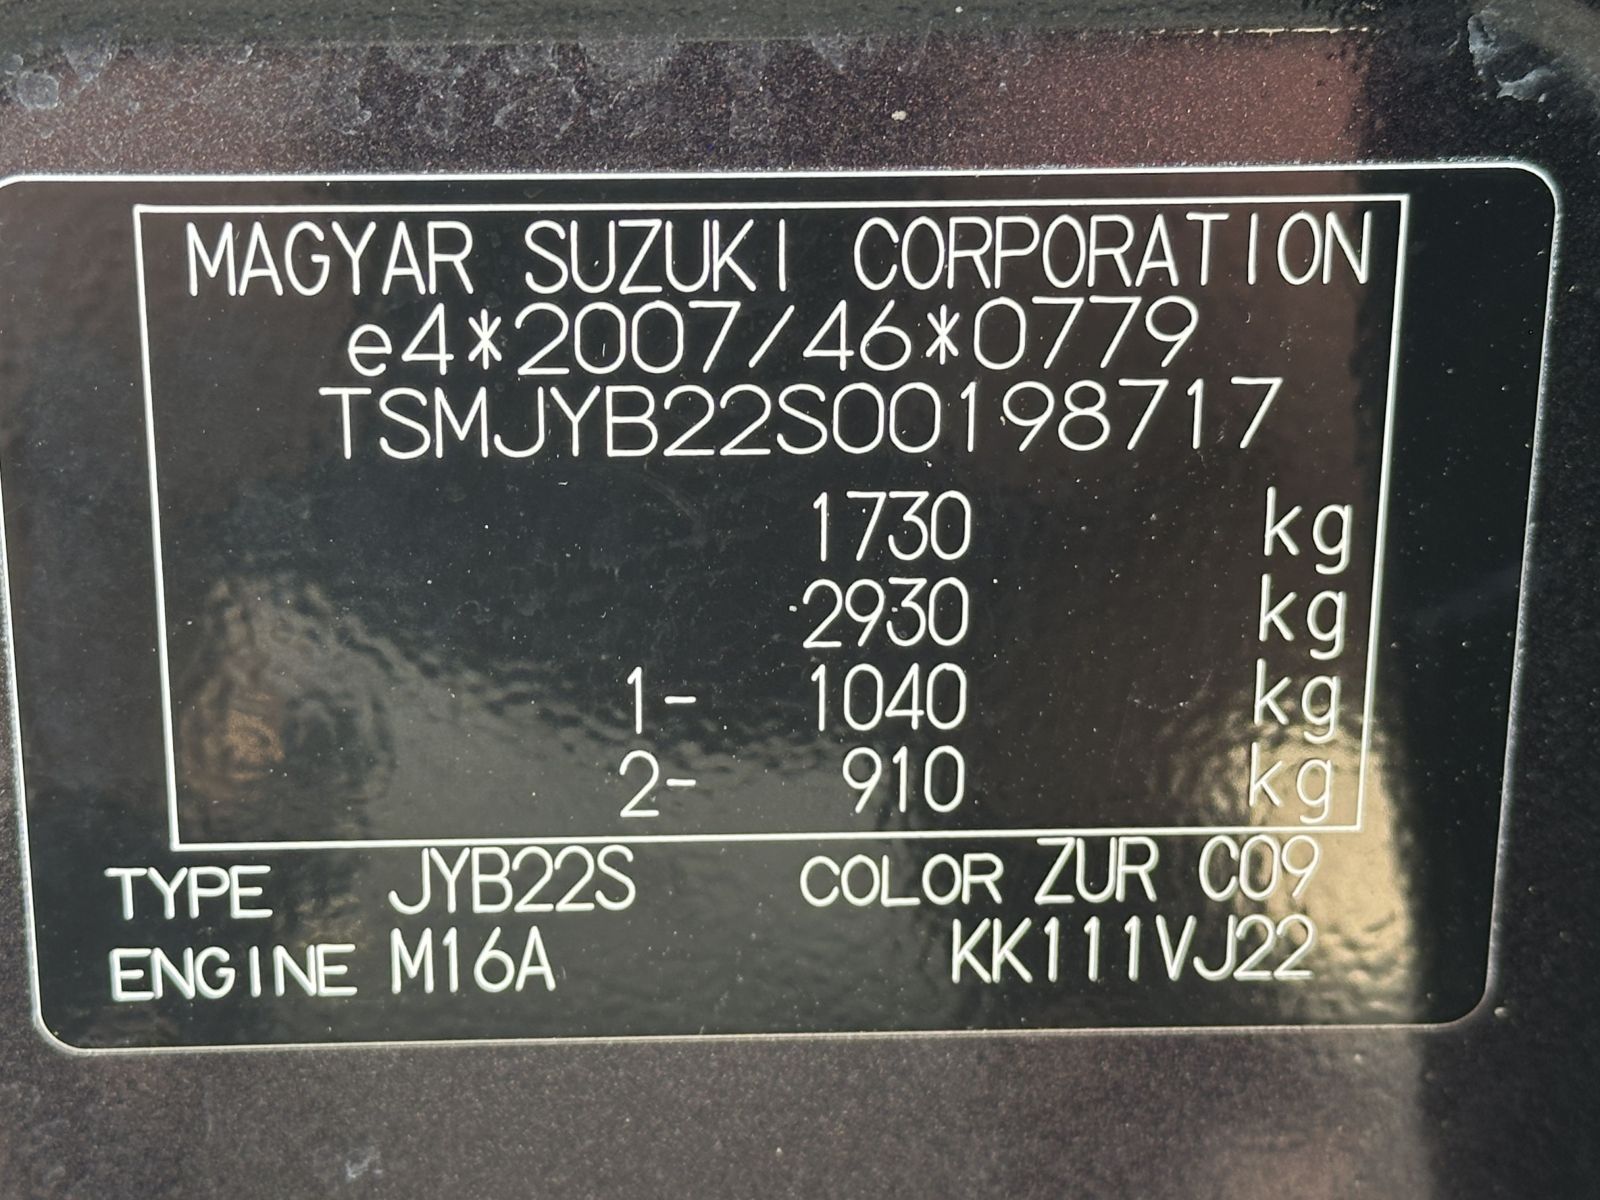 MAGYAR SUZUKI CORPORATION
e4*2007/46*0779
TSMJYB22S00198717
1730 kg
2930 kg
1- 1040 kg
2- 910 kg
TYPE JYB22S COLOR ZUR C09
ENGINE M16A KK111VJ22